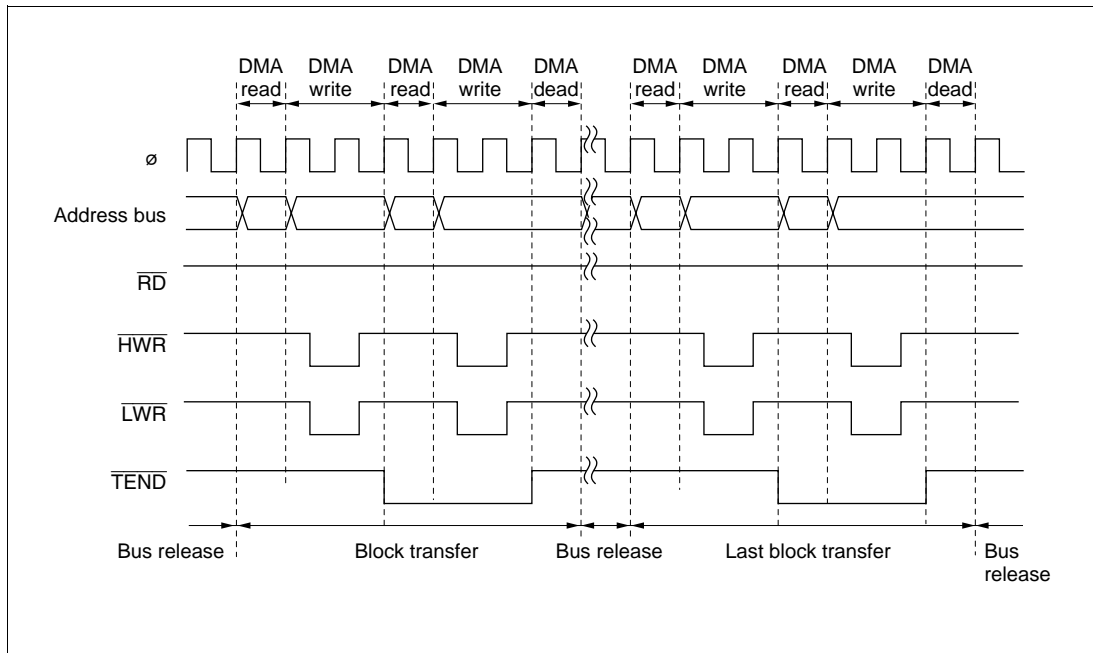 DMA DMA DMA DMA DMA DMA DMA DMA DMA DMA
read write read write dead read write read write dead
ø
Address bus
RD
HWR
LWR
TEND
Bus release Block transfer Bus release Last block transfer Bus
release